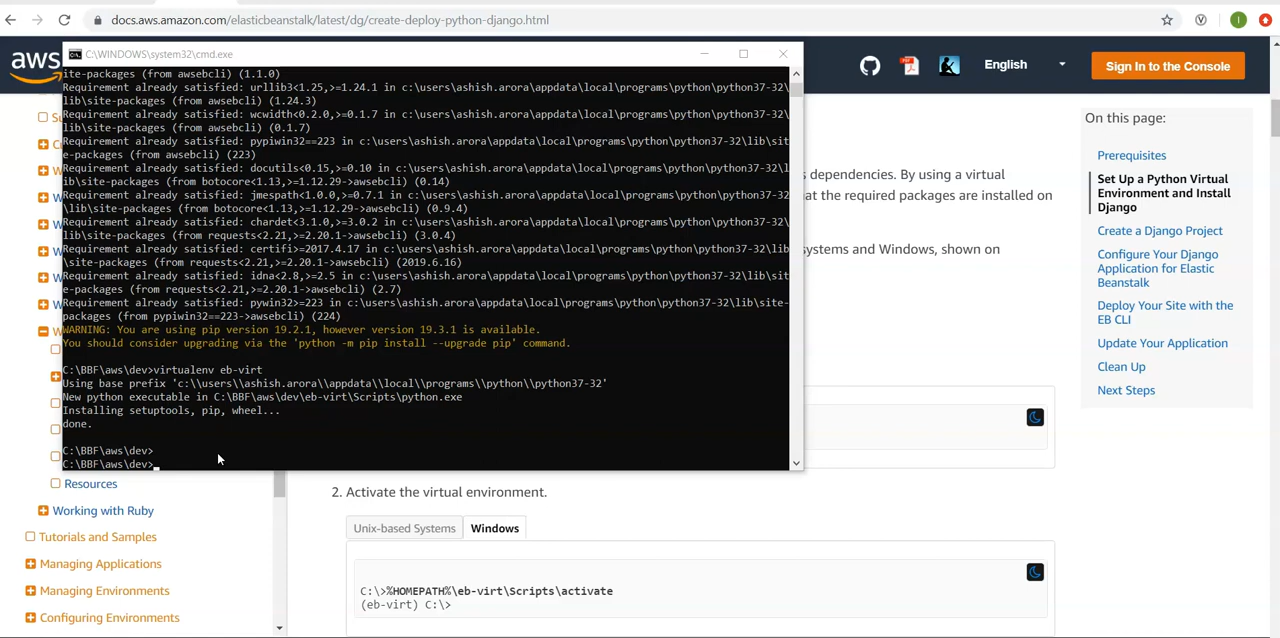 docs.aws.amazon.com/elasticbeanstalk/latest/dg/create-deploy-python-django.html
aws
C:\WINDOWS\system32\cmd.exe
English
Sign In to the Console
ite-packages (from awsebcli) (1.1.0)
Requirement already satisfied: urllib3<1.25,>=1.24.1 in c:\users\ashish.arora\appdata\local\programs\python\python37-32\
lib\site-packages (from awsebcli) (1.24.3)
Requirement already satisfied: wcwidth<0.2.0,>=0.1.7 in c:\users\ashish.arora\appdata\local\programs\python\python37-32\
lib\site-packages (from awsebcli) (0.1.7)
Requirement already satisfied: pypiwin32==223 in c:\users\ashish.arora\appdata\local\programs\python\python37-32\lib\sit
e-packages (from awsebcli) (223)
Requirement already satisfied: docutils<0.15,>=0.10 in c:\users\ashish.arora\appdata\local\programs\python\python37-32\l
ib\site-packages (from botocore<1.13,>=1.12.29->awsebcli) (0.14)
Requirement already satisfied: jmespath<1.0.0,>=0.7.1 in c:\users\ashish.arora\appdata\local\programs\python\python37-32
\lib\site-packages (from botocore<1.13,>=1.12.29->awsebcli) (0.9.4)
Requirement already satisfied: chardet<3.1.0,>=3.0.2 in c:\users\ashish.arora\appdata\local\programs\python\python37-32\
lib\site-packages (from requests<2.21,>=2.20.1->awsebcli) (3.0.4)
Requirement already satisfied: certifi>=2017.4.17 in c:\users\ashish.arora\appdata\local\programs\python\python37-32\lib
\site-packages (from requests<2.21,>=2.20.1->awsebcli) (2019.6.16)
Requirement already satisfied: idna<2.8,>=2.5 in c:\users\ashish.arora\appdata\local\programs\python\python37-32\lib\sit
e-packages (from requests<2.21,>=2.20.1->awsebcli) (2.7)
Requirement already satisfied: pywin32>=223 in c:\users\ashish.arora\appdata\local\programs\python\python37-32\lib\site-
packages (from pypiwin32==223->awsebcli) (224)
WARNING: You are using pip version 19.2.1, however version 19.3.1 is available.
You should consider upgrading via the 'python -m pip install --upgrade pip' command.
C:\BBF\aws\dev>virtualenv eb-virt
Using base prefix 'c:\\users\\ashish.arora\\appdata\\local\\programs\\python\\python37-32'
New python executable in C:\BBF\aws\dev\eb-virt\Scripts\python.exe
Installing setuptools, pip, wheel...
done.
C:\BBF\aws\dev>
C:\BBF\aws\dev>
s dependencies. By using a virtual
at the required packages are installed on
systems and Windows, shown on
On this page:
Prerequisites
Set Up a Python Virtual
Environment and Install
Django
Create a Django Project
Configure Your Django
Application for Elastic
Beanstalk
Deploy Your Site with the
EB CLI
Update Your Application
Clean Up
Next Steps
Resources
Working with Ruby
Tutorials and Samples
Managing Applications
Managing Environments
Configuring Environments
2. Activate the virtual environment.
Unix-based Systems
Windows
C:\>%HOMEPATH%\eb-virt\Scripts\activate
(eb-virt) C:\>